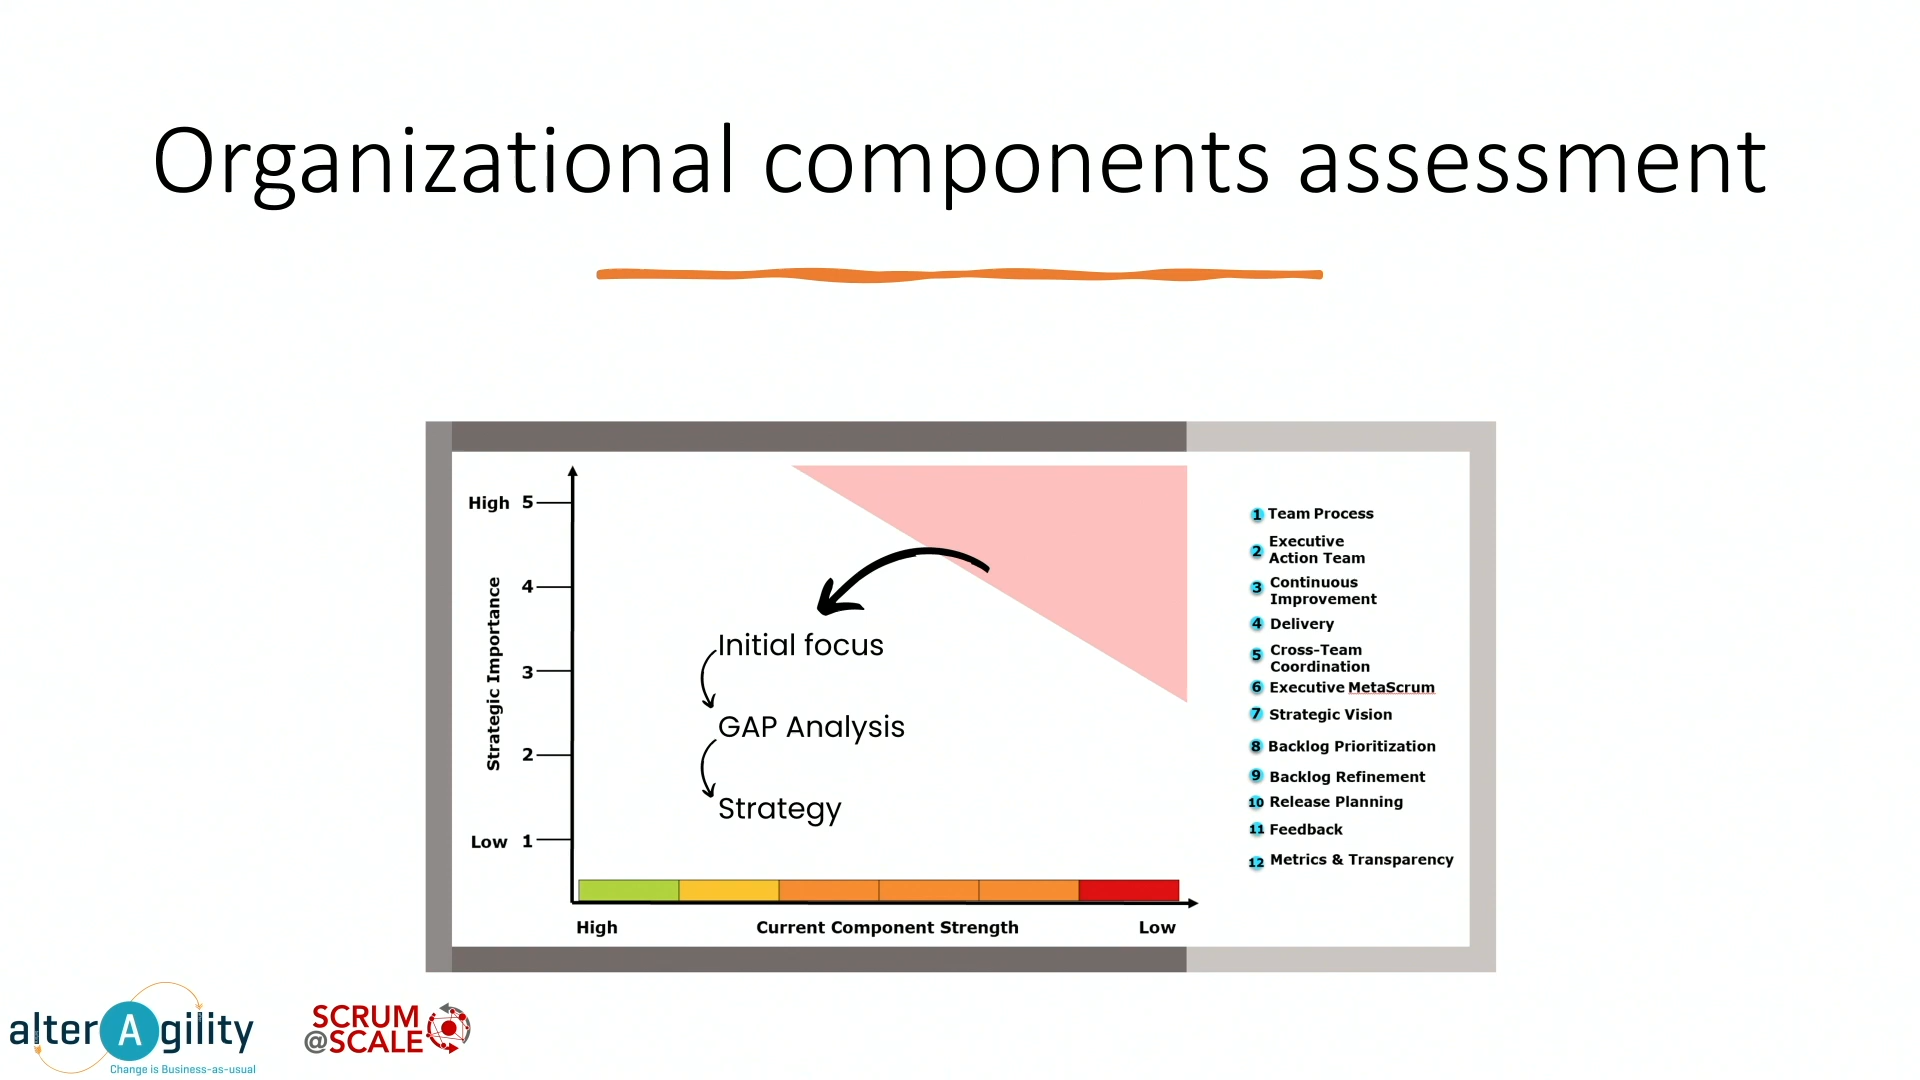 Organizational components assessment
High 5
4
3
2
Low 1
Strategic Importance
Initial focus
GAP Analysis
Strategy
High
Current Component Strength
Low
1 Team Process
2 Executive
Action Team
3 Continuous
Improvement
4 Delivery
5 Cross-Team
Coordination
6 Executive MetaScrum
7 Strategic Vision
8 Backlog Prioritization
9 Backlog Refinement
10 Release Planning
11 Feedback
12 Metrics & Transparency
alterAgility
Change is Business-as-usual
SCRUM
@SCALE